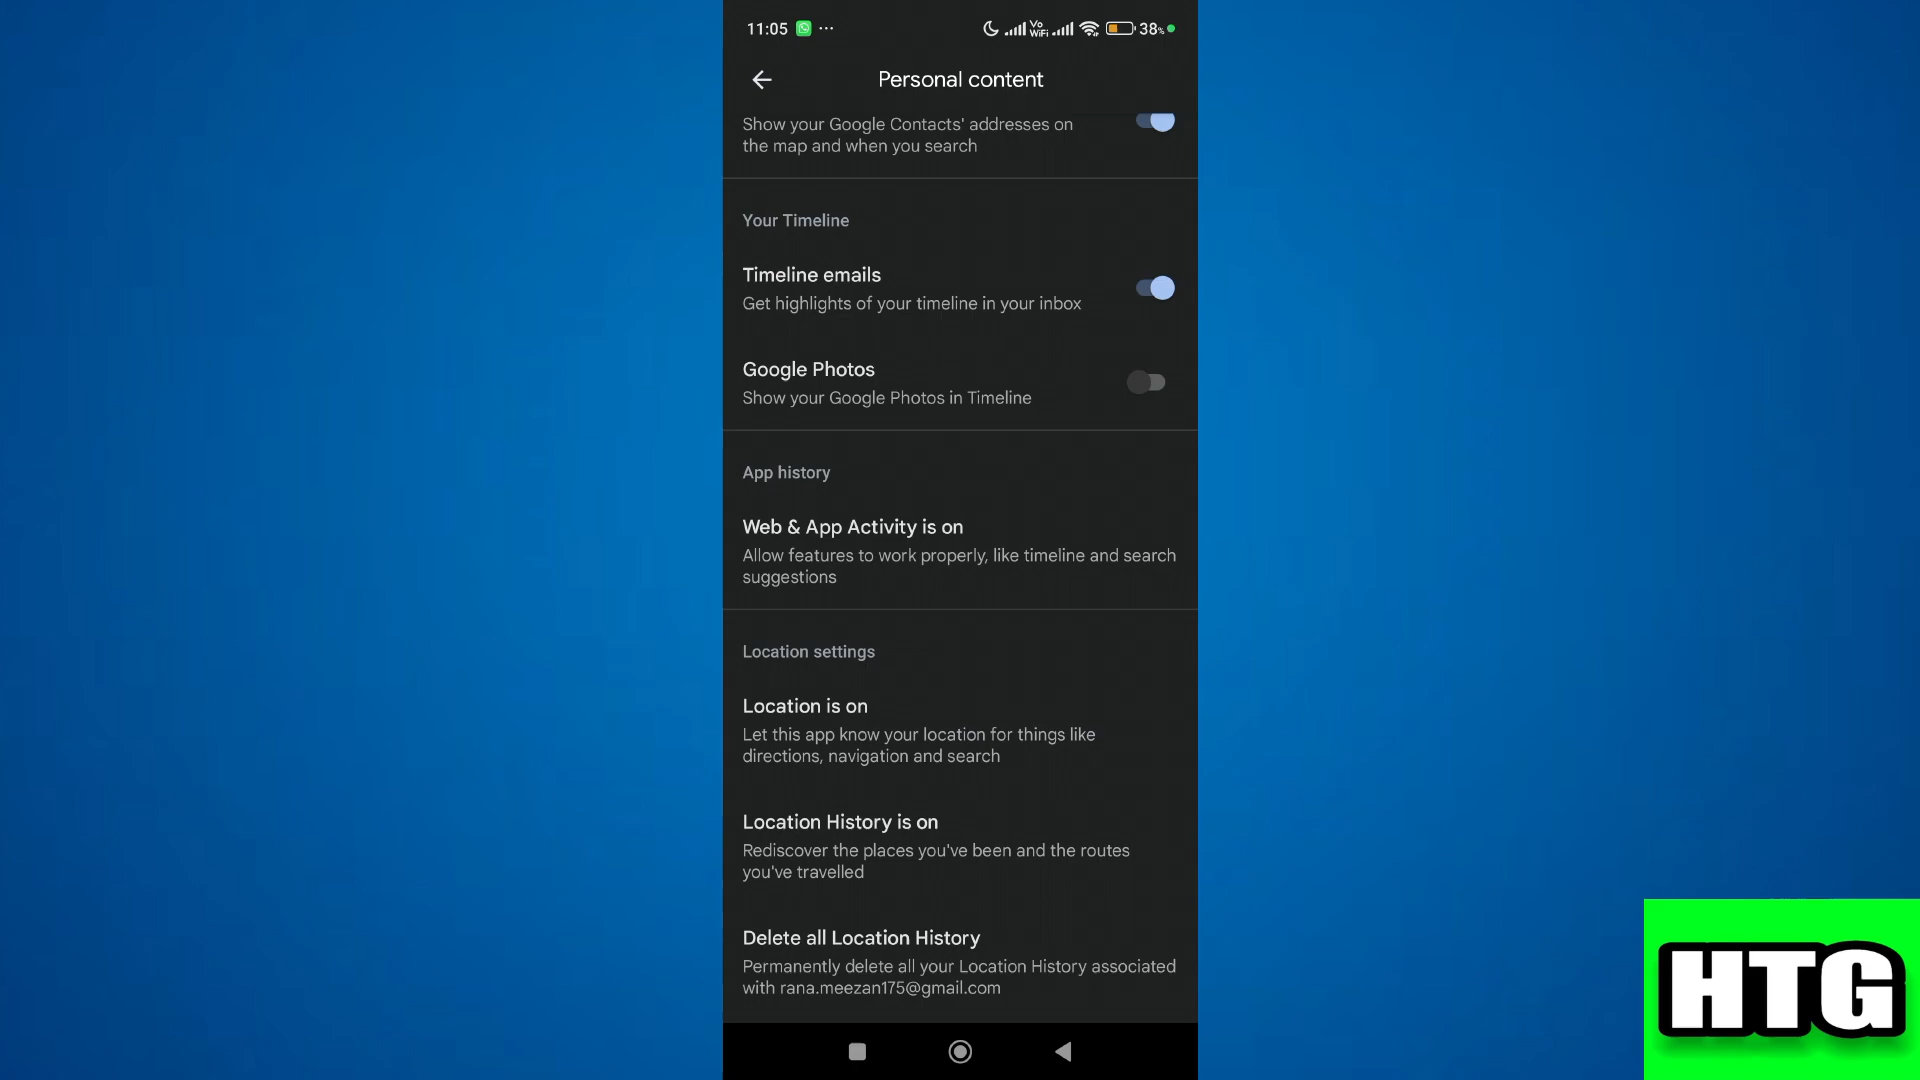 11:05 ... Vo WiFi 38%
Personal content
Show your Google Contacts' addresses on
the map and when you search
Your Timeline
Timeline emails
Get highlights of your timeline in your inbox
Google Photos
Show your Google Photos in Timeline
App history
Web & App Activity is on
Allow features to work properly, like timeline and search
suggestions
Location settings
Location is on
Let this app know your location for things like
directions, navigation and search
Location History is on
Rediscover the places you've been and the routes
you've travelled
Delete all Location History
Permanently delete all your Location History associated
with rana.meezan175@gmail.com
HTG